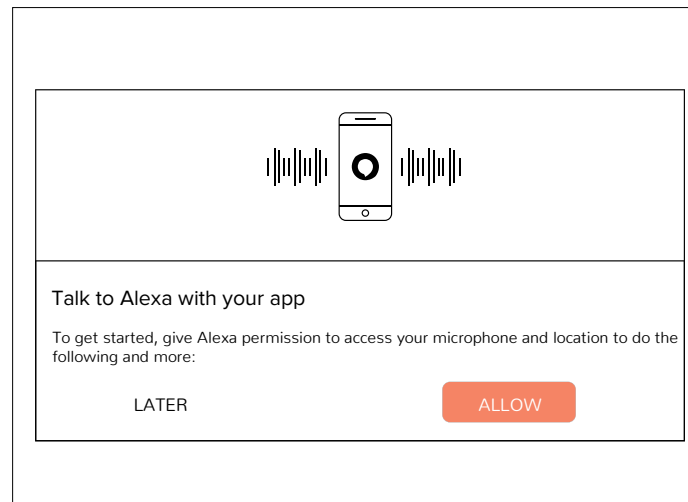 Talk to Alexa with your app
To get started, give Alexa permission to access your microphone and location to do the
following and more:
LATER
ALLOW